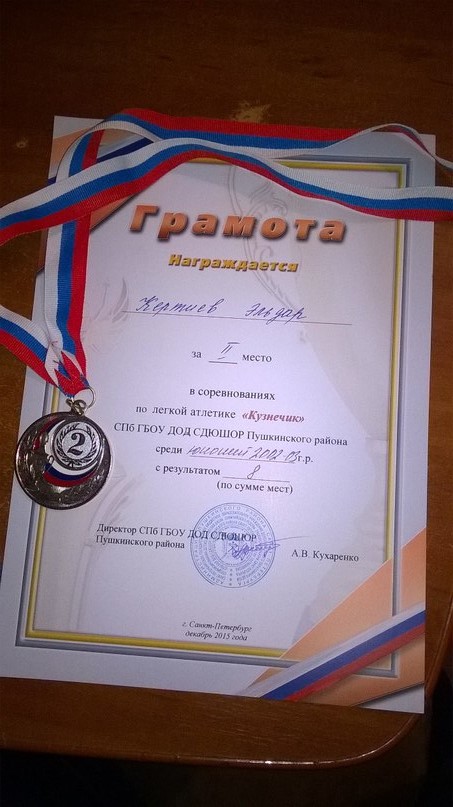 Грамота
Награждается
Кертиев Эльдар
за II место
в соревнованиях
по легкой атлетике «Кузнечик»
СПб ГБОУ ДОД СДЮШОР Пушкинского района
среди юношей 2002-03г.р.
с результатом 8
(по сумме мест)
2
Директор СПб ГБОУ ДОД СДЮШОР
Пушкинского района
А.В. Кухаренко
г. Санкт-Петербург
декабрь 2015 года